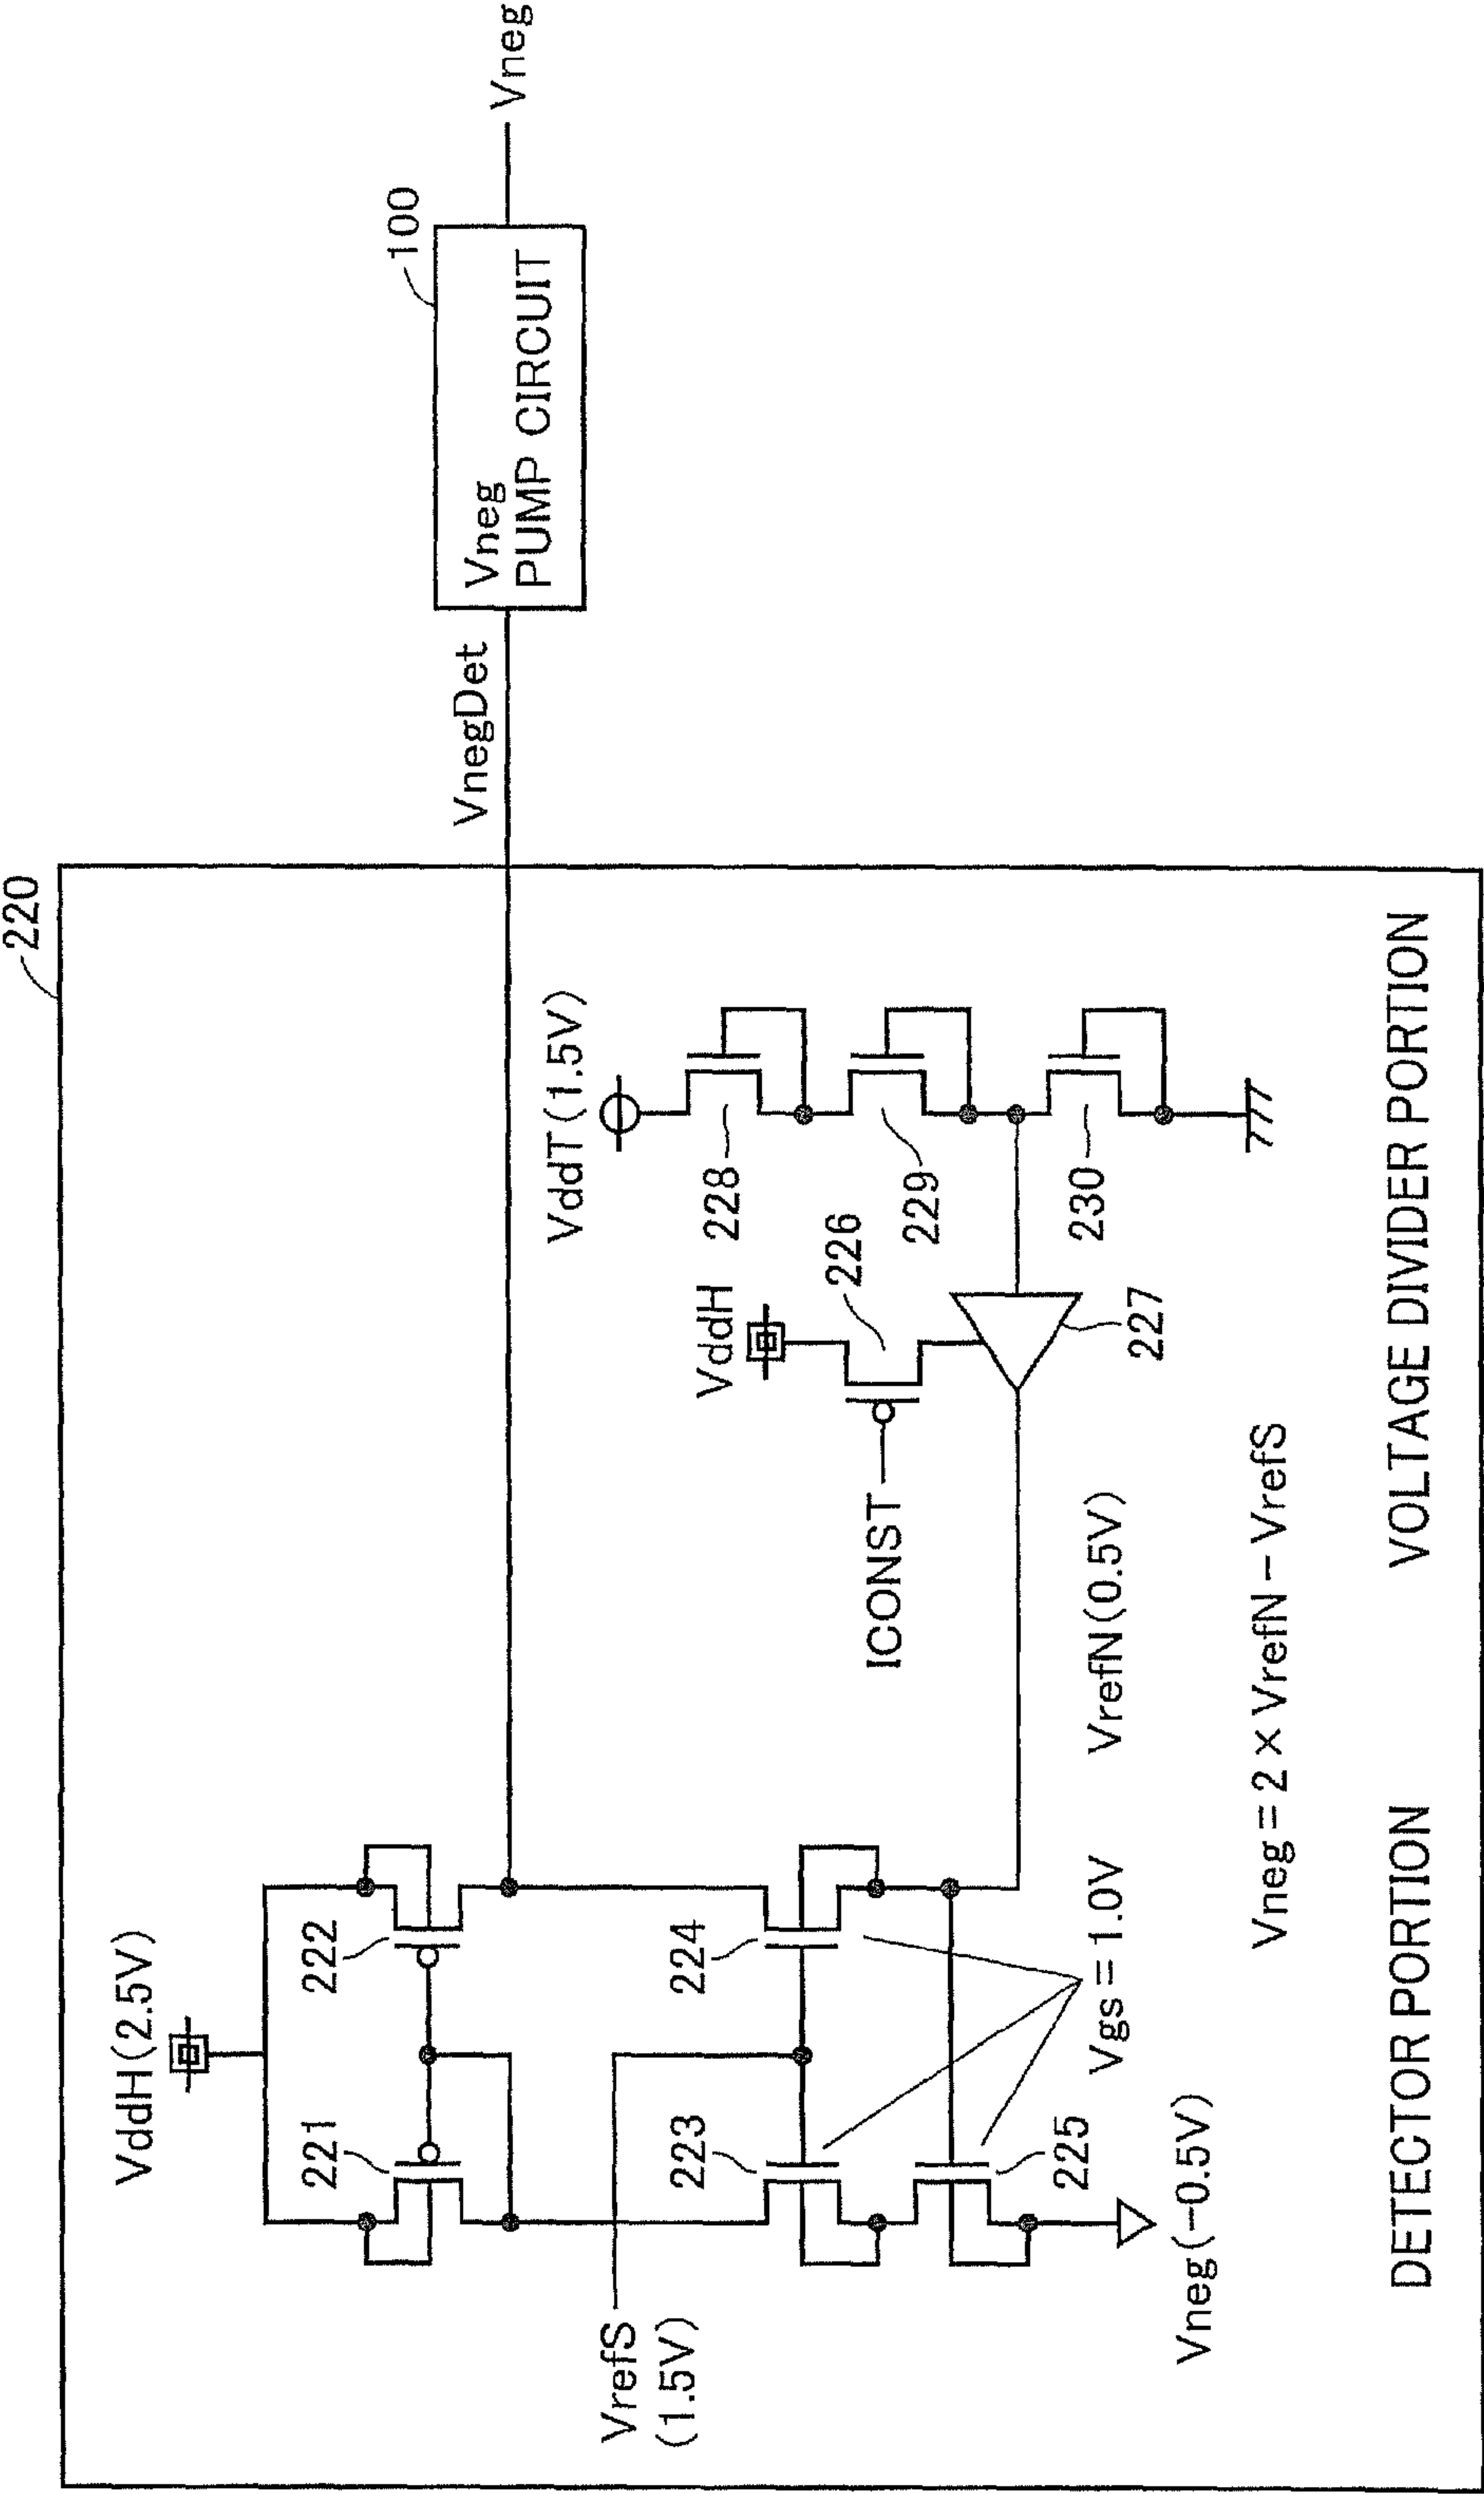 220
VddH(2.5V)
221
222
VrefS
(1.5V)
223
224
225
Vgs=1.0V
Vneg(−0.5V)
VddT(1.5V)
228
229
230
VddH
226
ICONST
227
VrefN(0.5V)
Vneg=2×VrefN−VrefS
DETECTOR PORTION
VOLTAGE DIVIDER PORTION
VnegDet
100
Vneg
PUMP CIRCUIT
Vneg